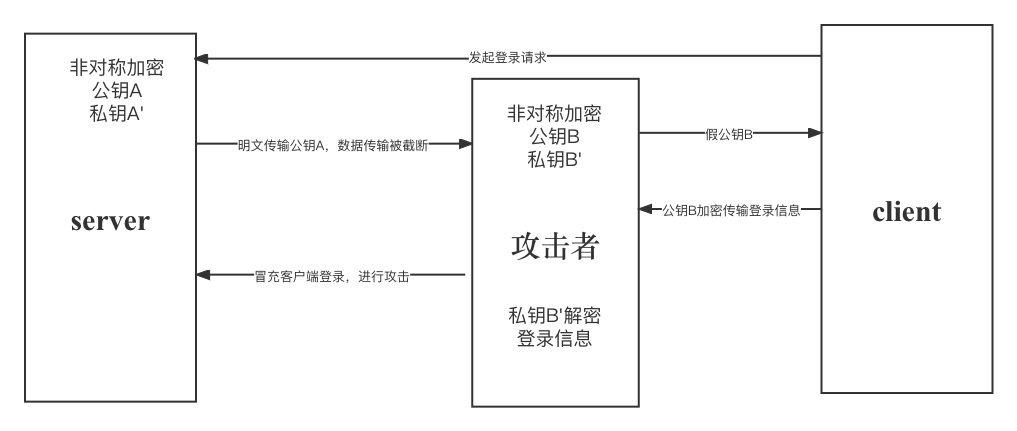 发起登录请求
非对称加密
公钥A
私钥A'
非对称加密
公钥B
私钥B'
假公钥B
明文传输公钥A，数据传输被截断
server
公钥B加密传输登录信息
client
攻击者
冒充客户端登录，进行攻击
私钥B'解密
登录信息